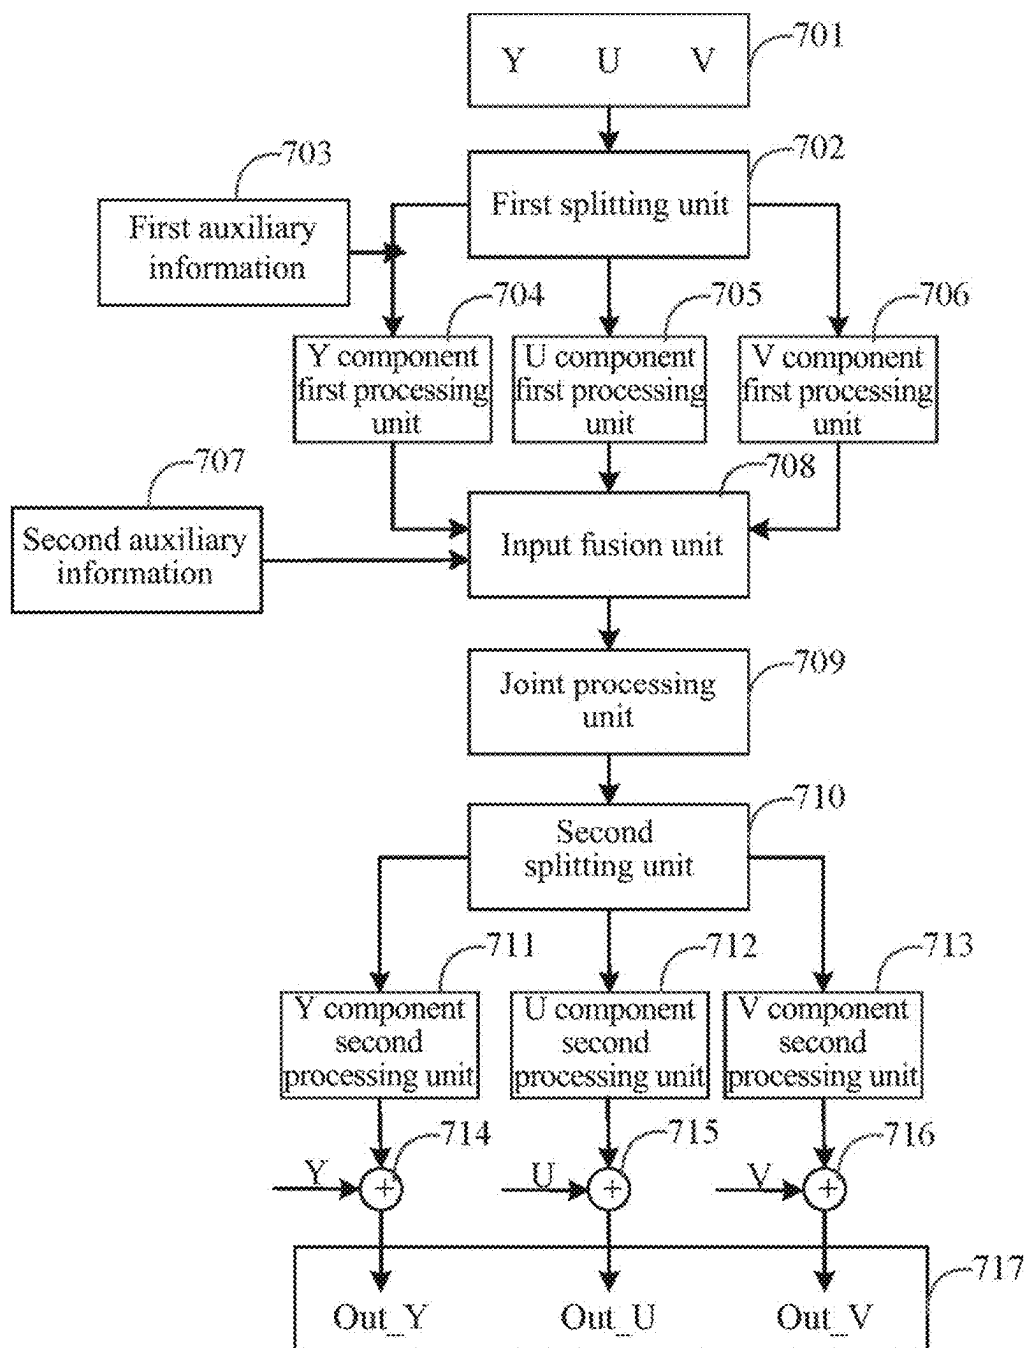 701
Y U V
702
703
First splitting unit
First auxiliary
information
704
705
706
Y component
first processing
unit
U component
first processing
unit
V component
first processing
unit
707
708
Second auxiliary
information
Input fusion unit
709
Joint processing
unit
710
Second
splitting unit
711
712
713
Y component
second
processing unit
U component
second
processing unit
V component
second
processing unit
714
715
716
Y
+
U
+
V
+
717
Out_Y
Out_U
Out_V